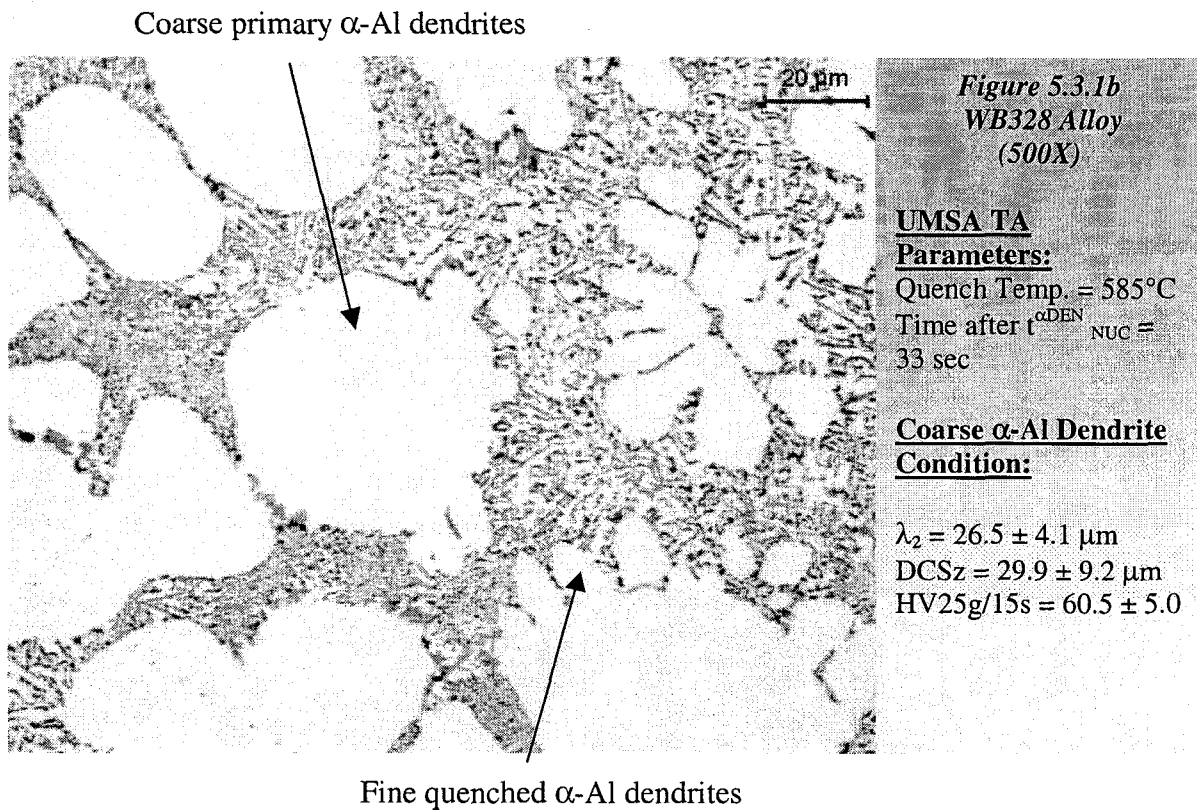 Coarse primary α-Al dendrites
20 µm
Figure 5.3.1b
WB328 Alloy
(500X)
UMSA TA
Parameters:
Quench Temp. = 585°C
Time after t^αDEN_NUC =
33 sec
Coarse α-Al Dendrite
Condition:
λ₂ = 26.5 ± 4.1 µm
DCSz = 29.9 ± 9.2 µm
HV25g/15s = 60.5 ± 5.0
Fine quenched α-Al dendrites